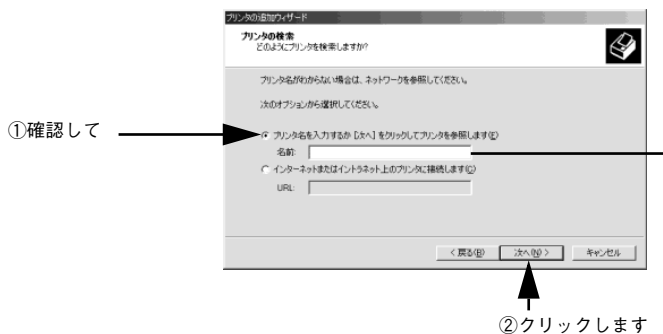 プリンタの追加ウィザード
プリンタの検索
どのようにプリンタを検索しますか?
プリンタ名がわからない場合は、ネットワークを参照してください。
次のオプションから選択してください。
①確認して
プリンタ名を入力するか [次へ] をクリックしてプリンタを参照します(E)
名前:
インターネットまたはイントラネット上のプリンタに接続します(C)
URL:
< 戻る(B)
次へ(N) >
キャンセル
②クリックします